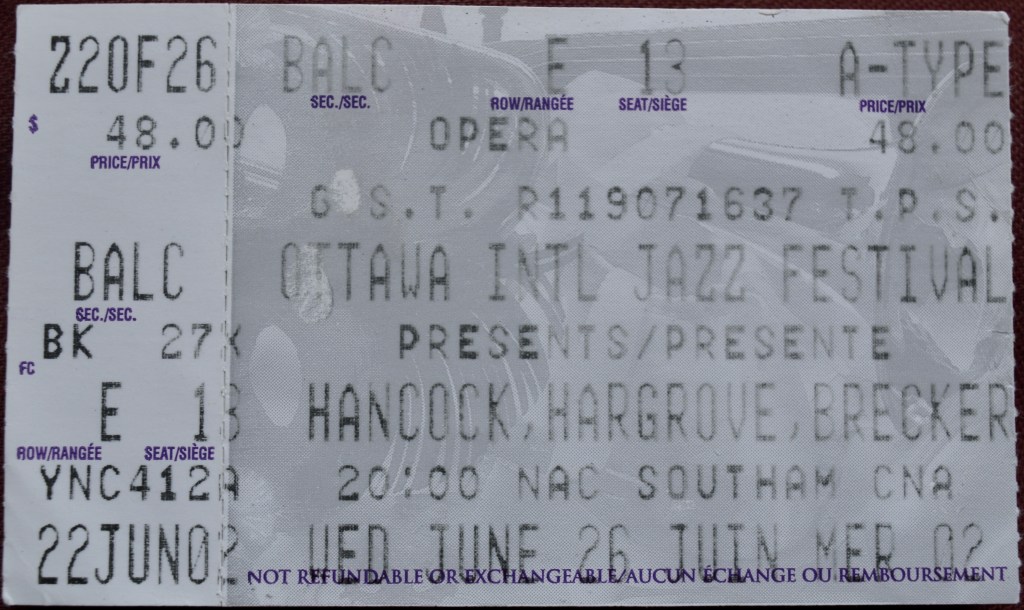 Z20F26 BALC E 13 A-TYPE
SEC./SEC. ROW/RANGÉE SEAT/SIÈGE PRICE/PRIX
$ 48.00 OPERA 48.00
PRICE/PRIX
G.S.T. R119071637 T.P.S.
BALC OTTAWA INTL JAZZ FESTIVAL
SEC./SEC.
BK 27X PRESENTS/PRESENTE
FC
E 13 HANCOCK,HARGROVE,BRECKER
ROW/RANGÉE SEAT/SIÈGE
YNC412A 20:00 NAC SOUTHAM CNA
22JUN02 WED JUNE 26 JUIN MER 02
NOT REFUNDABLE OR EXCHANGEABLE/AUCUN ÉCHANGE OU REMBOURSEMENT